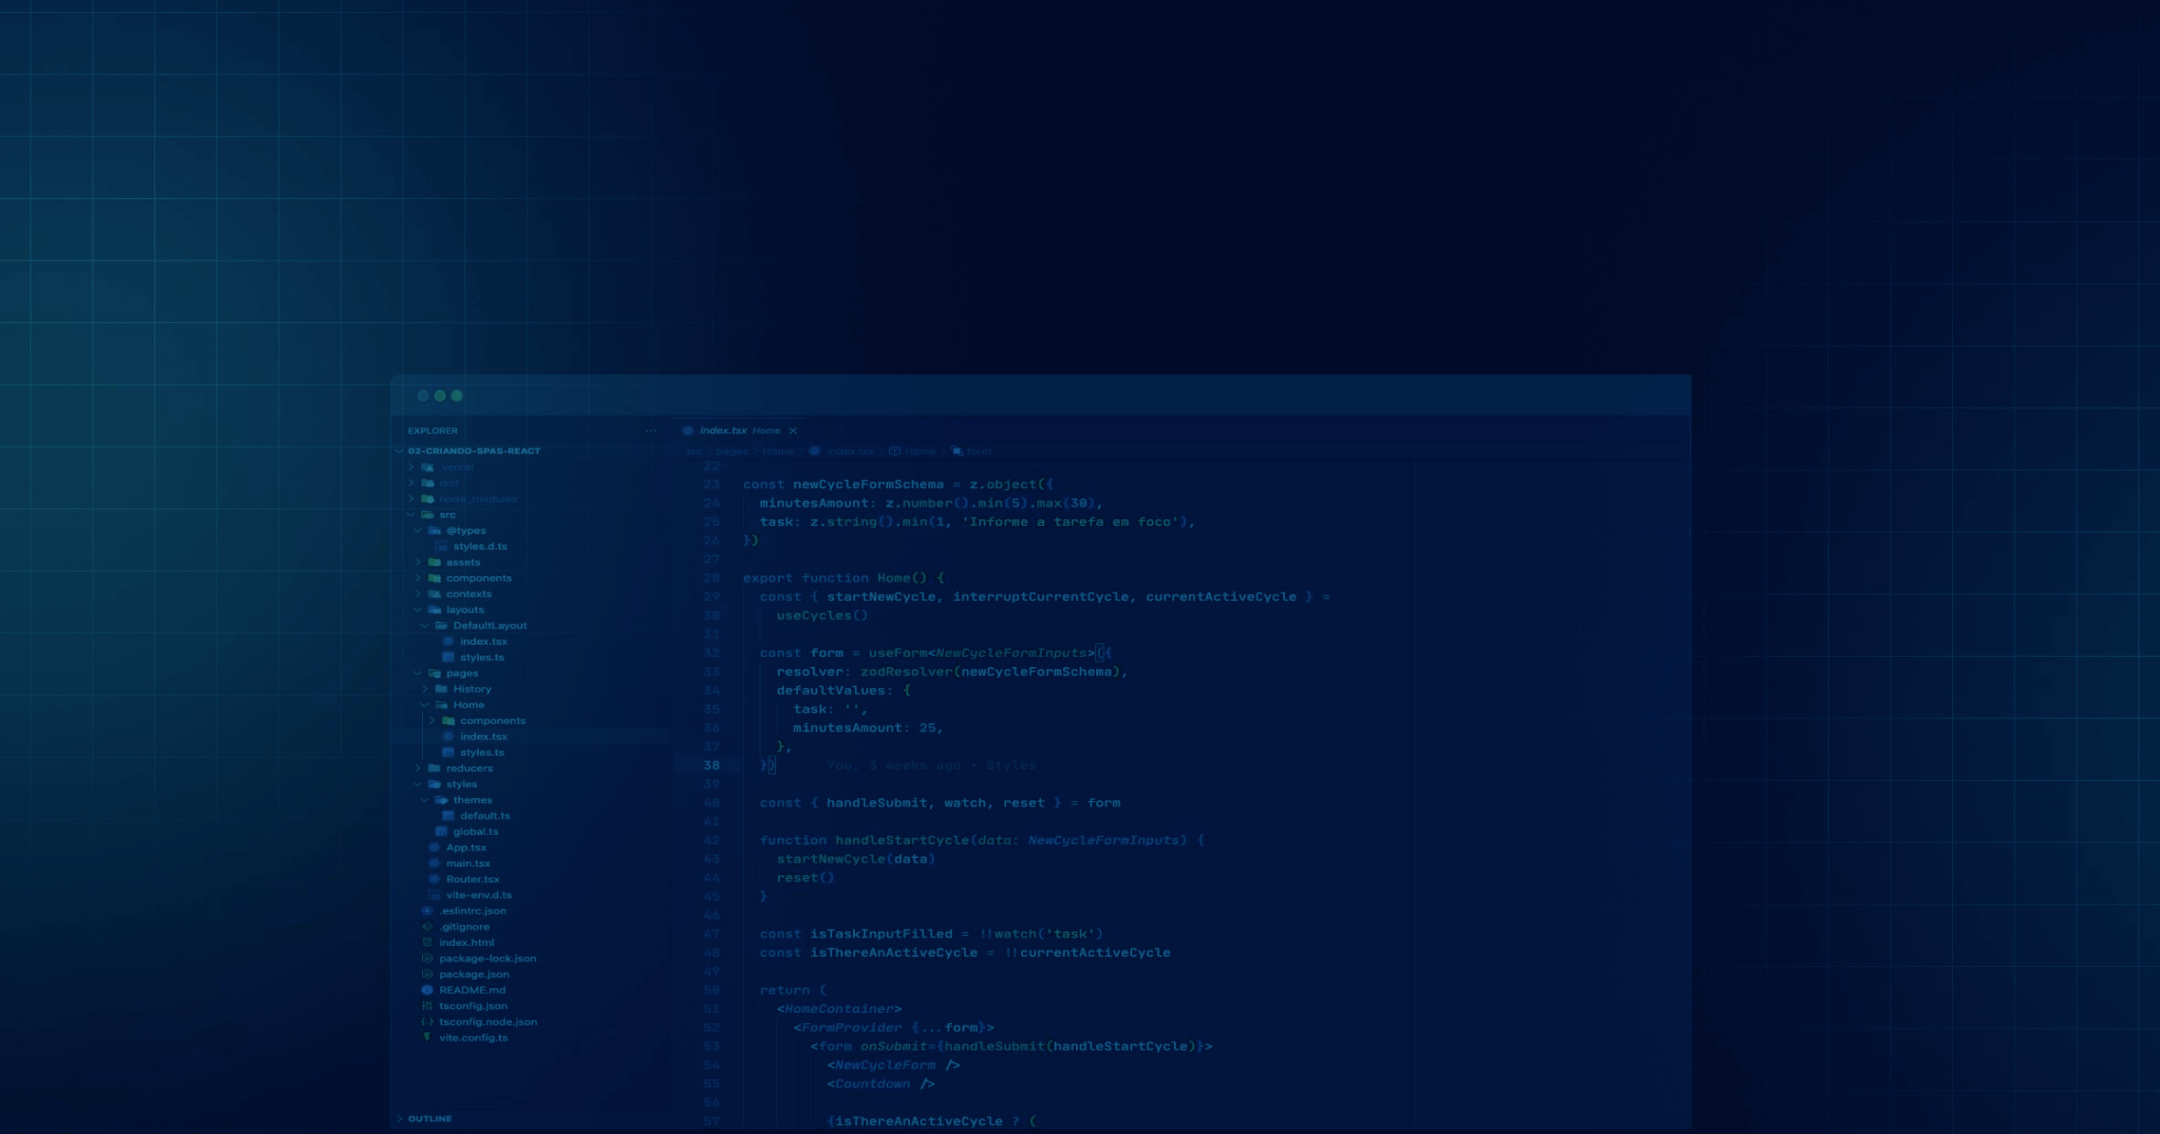 EXPLORER
02-CRIANDO-SPAS-REACT
.vercel
dist
node_modules
src
@types
styles.d.ts
assets
components
contexts
layouts
DefaultLayout
index.tsx
styles.ts
pages
History
Home
components
index.tsx
styles.ts
reducers
styles
themes
default.ts
global.ts
App.tsx
main.tsx
Router.tsx
vite-env.d.ts
.eslintrc.json
.gitignore
index.html
package-lock.json
package.json
README.md
tsconfig.json
tsconfig.node.json
vite.config.ts
OUTLINE
index.tsx Home
src > pages > Home > index.tsx > Home > form
22
23 const newCycleFormSchema = z.object({
24 minutesAmount: z.number().min(5).max(30),
25 task: z.string().min(1, 'Informe a tarefa em foco'),
26 })
27
28 export function Home() {
29 const { startNewCycle, interruptCurrentCycle, currentActiveCycle } =
30 useCycles()
31
32 const form = useForm<NewCycleFormInputs>({
33 resolver: zodResolver(newCycleFormSchema),
34 defaultValues: {
35 task: '',
36 minutesAmount: 25,
37 },
38 }) You, 3 weeks ago • Styles
39
40 const { handleSubmit, watch, reset } = form
41
42 function handleStartCycle(data: NewCycleFormInputs) {
43 startNewCycle(data)
44 reset()
45 }
46
47 const isTaskInputFilled = !!watch('task')
48 const isThereAnActiveCycle = !!currentActiveCycle
49
50 return (
51 <HomeContainer>
52 <FormProvider {...form}>
53 <form onSubmit={handleSubmit(handleStartCycle)}>
54 <NewCycleForm />
55 <Countdown />
56
57 {isThereAnActiveCycle ? (